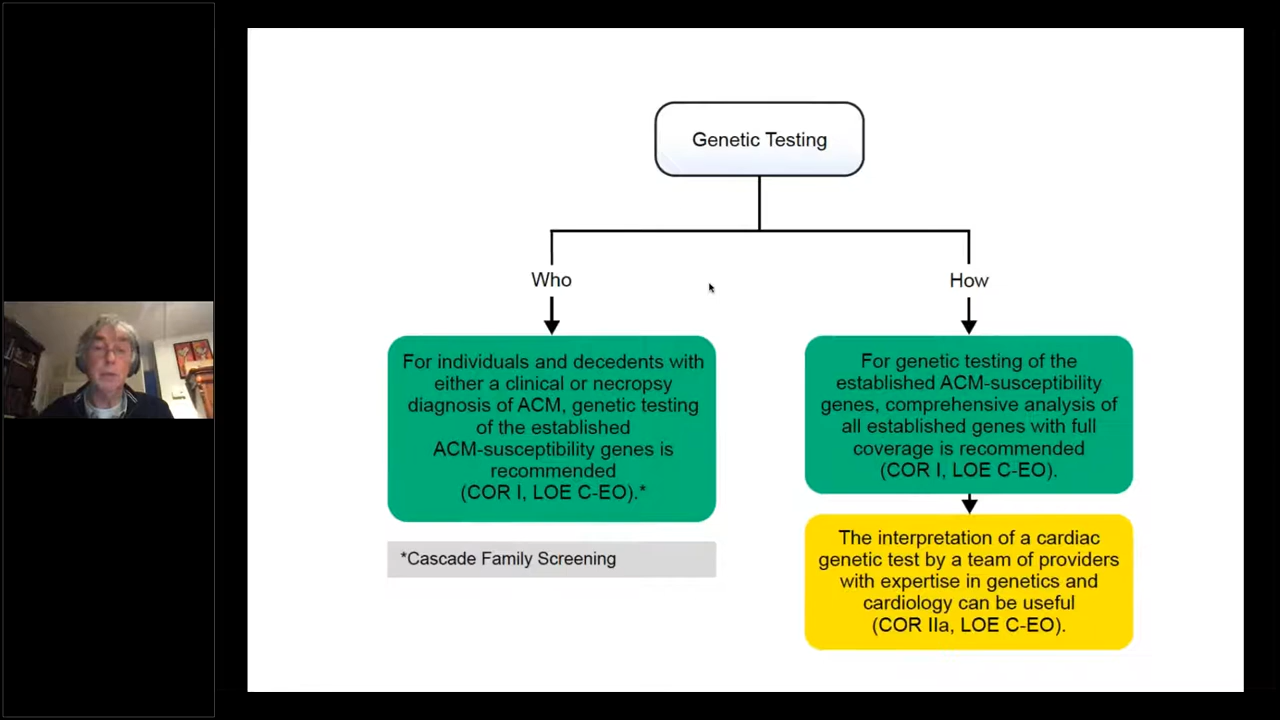 Genetic Testing
Who
How
For individuals and decedents with
either a clinical or necropsy
diagnosis of ACM, genetic testing
of the established
ACM-susceptibility genes is
recommended
(COR I, LOE C-EO).*
*Cascade Family Screening
For genetic testing of the
established ACM-susceptibility
genes, comprehensive analysis of
all established genes with full
coverage is recommended
(COR I, LOE C-EO).
The interpretation of a cardiac
genetic test by a team of providers
with expertise in genetics and
cardiology can be useful
(COR IIa, LOE C-EO).